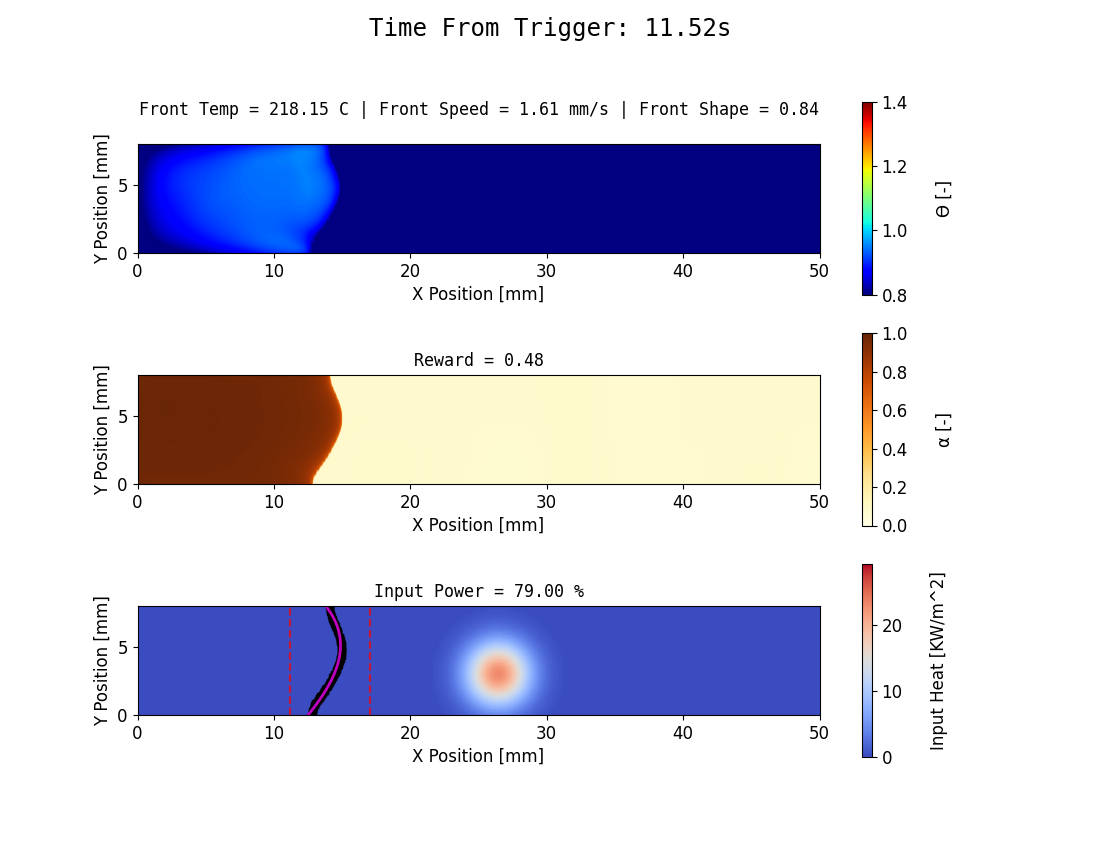 Time From Trigger: 11.52s
Front Temp = 218.15 C | Front Speed = 1.61 mm/s | Front Shape = 0.84
Y Position [mm]
5
0
0 10 20 30 40 50
X Position [mm]
1.4
1.2
1.0
0.8
Θ [-]
Reward = 0.48
Y Position [mm]
5
0
0 10 20 30 40 50
X Position [mm]
1.0
0.8
0.6
0.4
0.2
0.0
α [-]
Input Power = 79.00 %
Y Position [mm]
5
0
0 10 20 30 40 50
X Position [mm]
20
10
0
Input Heat [KW/m^2]